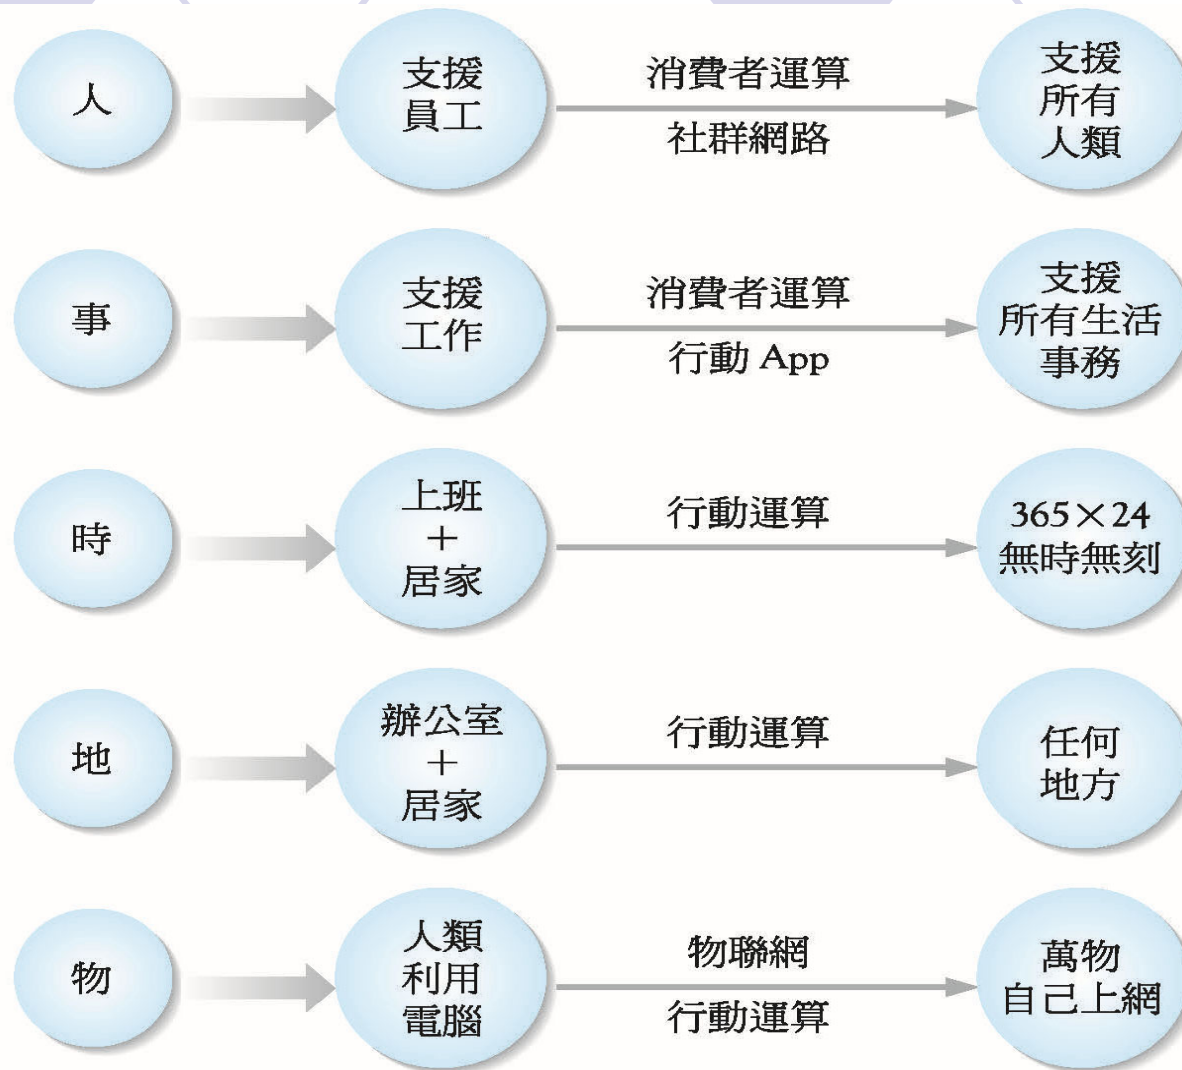 人
支援
員工
消費者運算
社群網路
支援
所有
人類
事
支援
工作
消費者運算
行動 App
支援
所有生活
事務
時
上班
+
居家
行動運算
365×24
無時無刻
地
辦公室
+
居家
行動運算
任何
地方
物
人類
利用
電腦
物聯網
行動運算
萬物
自己上網